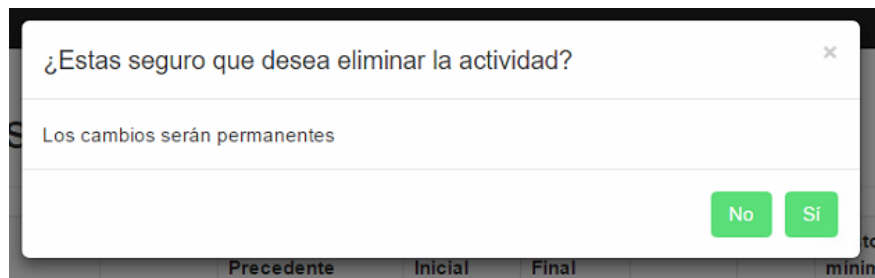 ¿Estas seguro que desea eliminar la actividad?
×
Los cambios serán permanentes
No Sí
Precedente Inicial Final